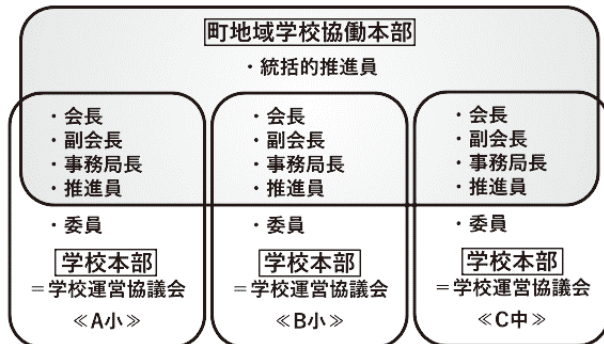 町地域学校協働本部
・統括的推進員
・会長
・副会長
・事務局長
・推進員
・委員
学校本部
＝学校運営協議会
≪A小≫
・会長
・副会長
・事務局長
・推進員
・委員
学校本部
＝学校運営協議会
≪B小≫
・会長
・副会長
・事務局長
・推進員
・委員
学校本部
＝学校運営協議会
≪C中≫